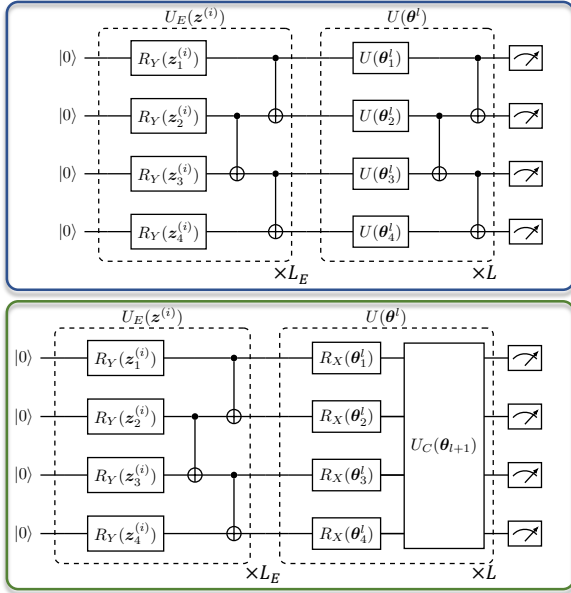 U_E(z^(i)) U(θ^l)
|0⟩ R_Y(z_1^(i)) U(θ_1^l)
|0⟩ R_Y(z_2^(i)) U(θ_2^l)
|0⟩ R_Y(z_3^(i)) U(θ_3^l)
|0⟩ R_Y(z_4^(i)) U(θ_4^l)
×L_E ×L
U_E(z^(i)) U(θ^l)
|0⟩ R_Y(z_1^(i)) R_X(θ_1^l)
|0⟩ R_Y(z_2^(i)) R_X(θ_2^l)
U_C(θ_{l+1})
|0⟩ R_Y(z_3^(i)) R_X(θ_3^l)
|0⟩ R_Y(z_4^(i)) R_X(θ_4^l)
×L_E ×L